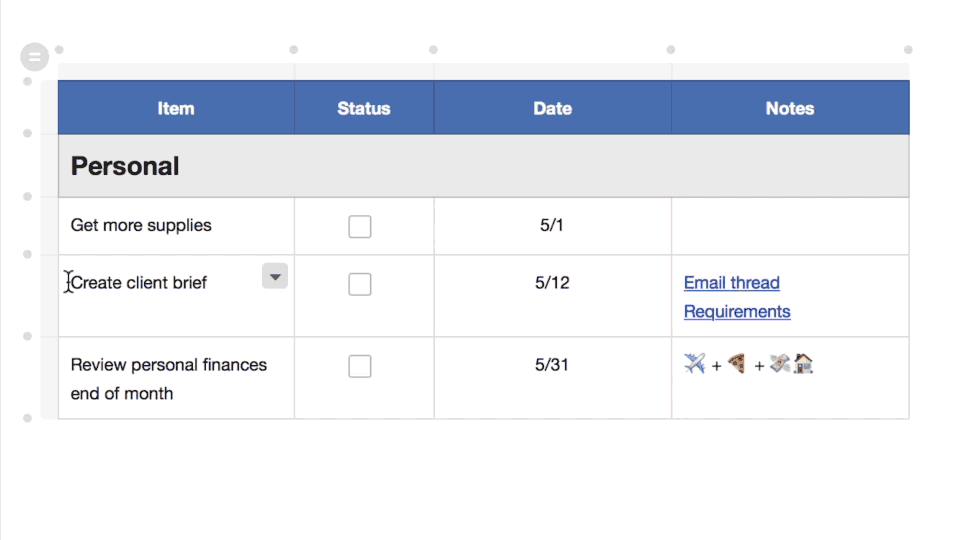 Item Status Date Notes
Personal
Get more supplies 5/1
Create client brief 5/12 Email thread
Requirements
Review personal finances 5/31 ✈️ + 🍕 + 💸🏠
end of month